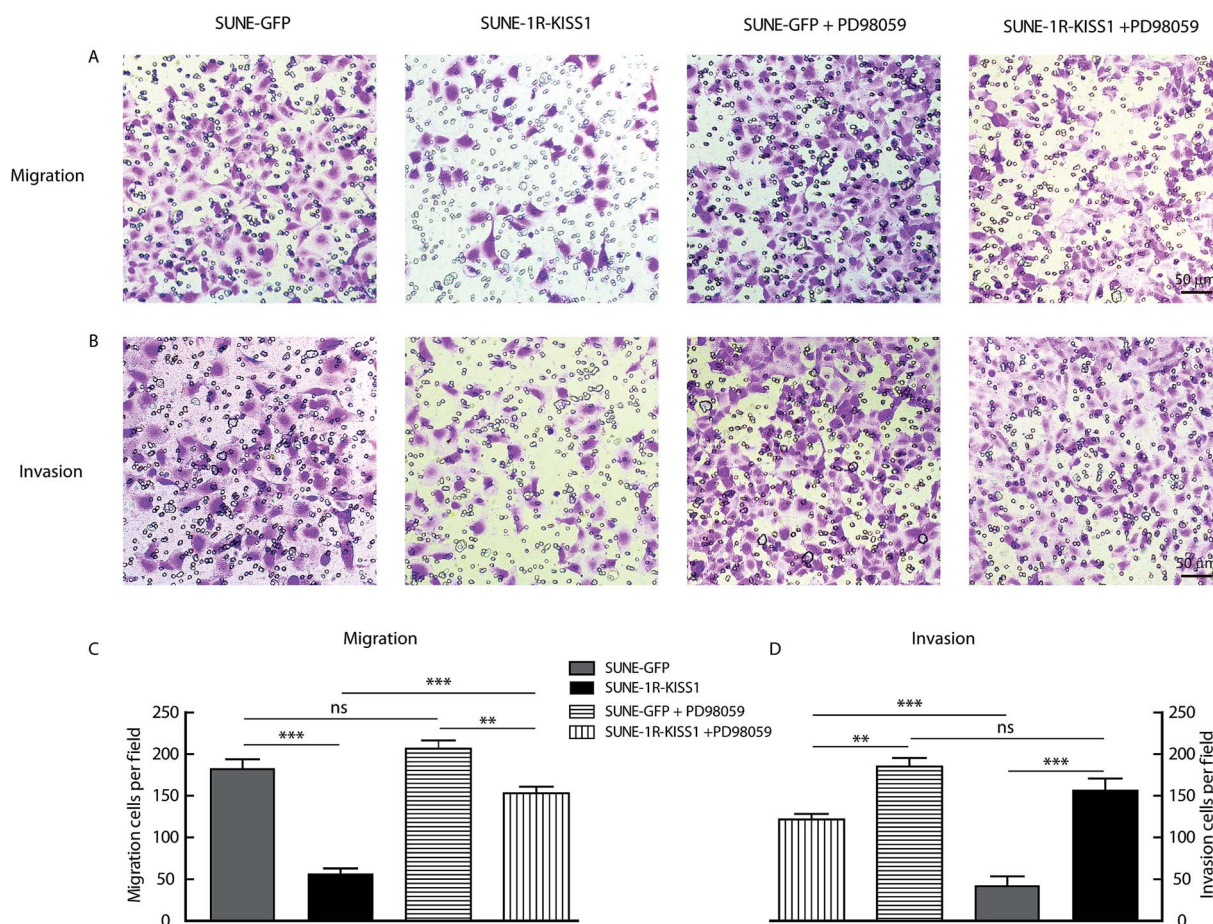 SUNE-GFP SUNE-1R-KISS1 SUNE-GFP + PD98059 SUNE-1R-KISS1 +PD98059
A
Migration
50 µm
B
Invasion
50 µm
C Migration
SUNE-GFP
SUNE-1R-KISS1
SUNE-GFP + PD98059
SUNE-1R-KISS1 +PD98059
Migration cells per field
250
200
150
100
50
0
***
ns
***
**
D Invasion
***
ns
**
***
250
200
150
100
50
0
Invasion cells per field